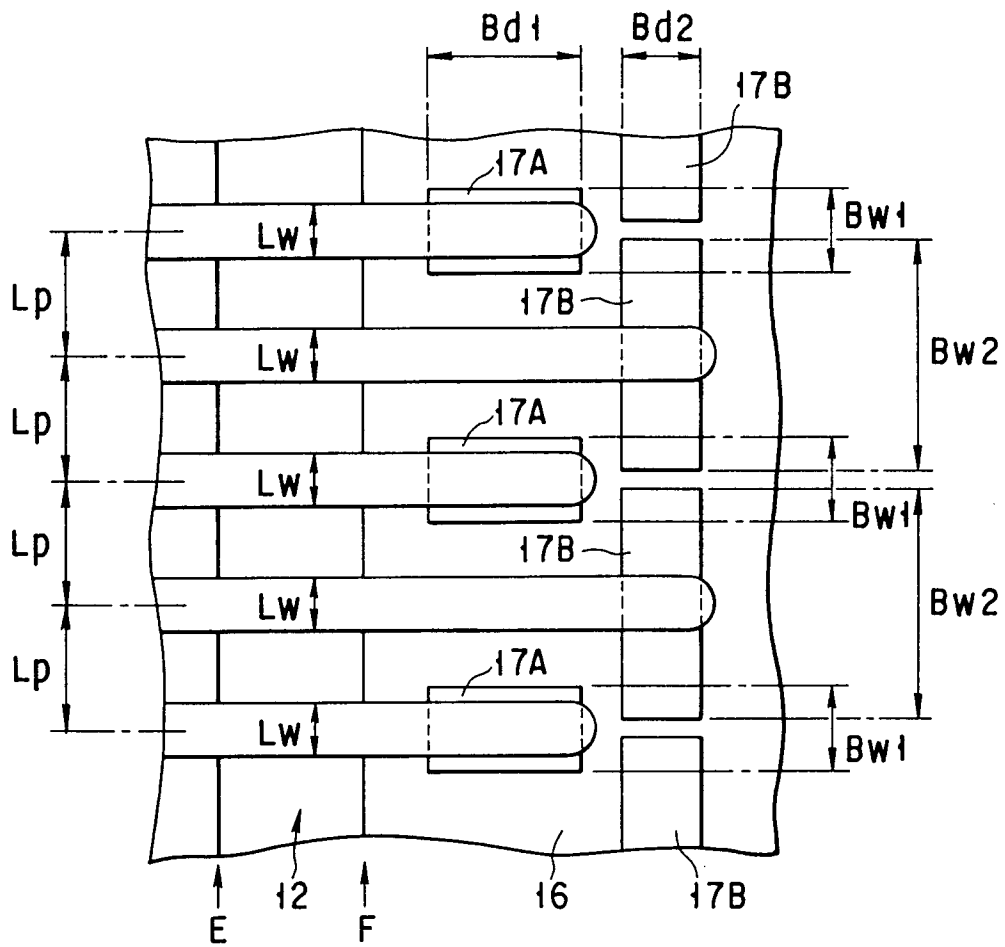 Bd1 Bd2
17B
17A
Lw Bw1
Lp 17B
Lw Bw2
Lp 17A
Lw Bw1
Lp 17B
Lw Bw2
Lp 17A
Lw Bw1
12 16 17B
E F